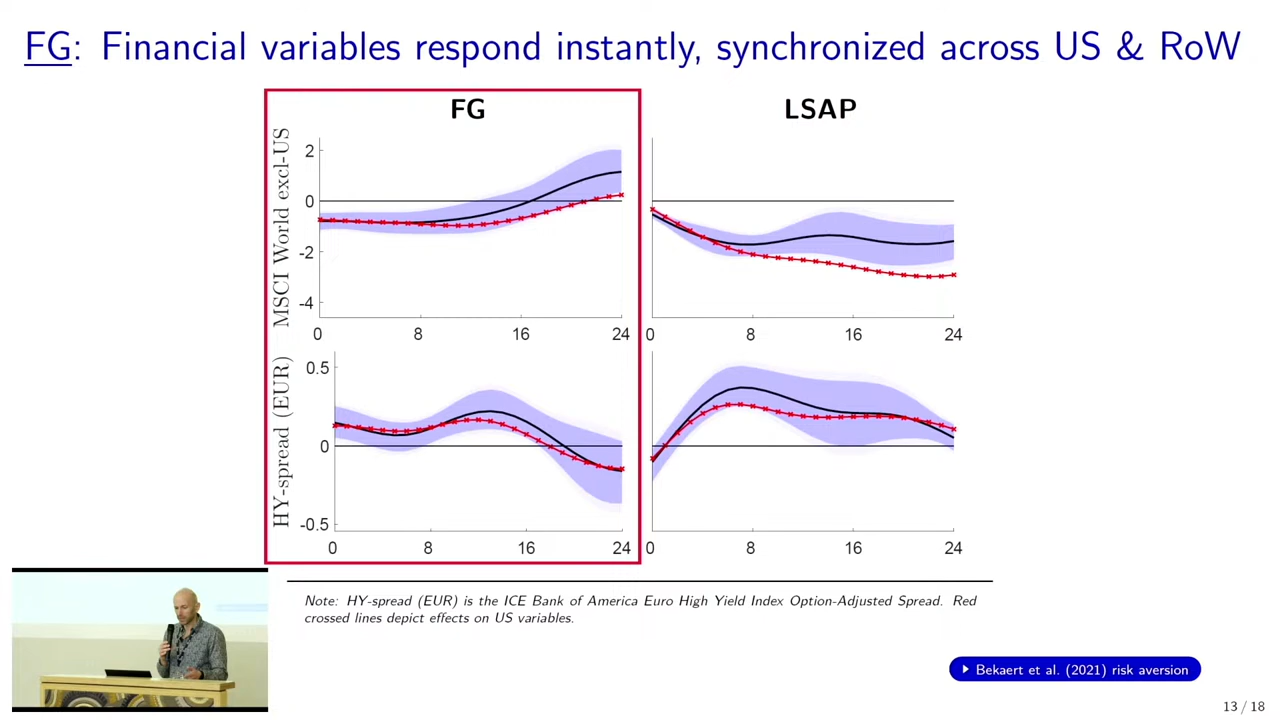 FG: Financial variables respond instantly, synchronized across US & RoW
FG
LSAP
MSCI World excl-US
2
0
-2
-4
0 8 16 24
0 8 16 24
HY-spread (EUR)
0.5
0
-0.5
0 8 16 24
0 8 16 24
Note: HY-spread (EUR) is the ICE Bank of America Euro High Yield Index Option-Adjusted Spread. Red
crossed lines depict effects on US variables.
Bekaert et al. (2021) risk aversion
13 / 18